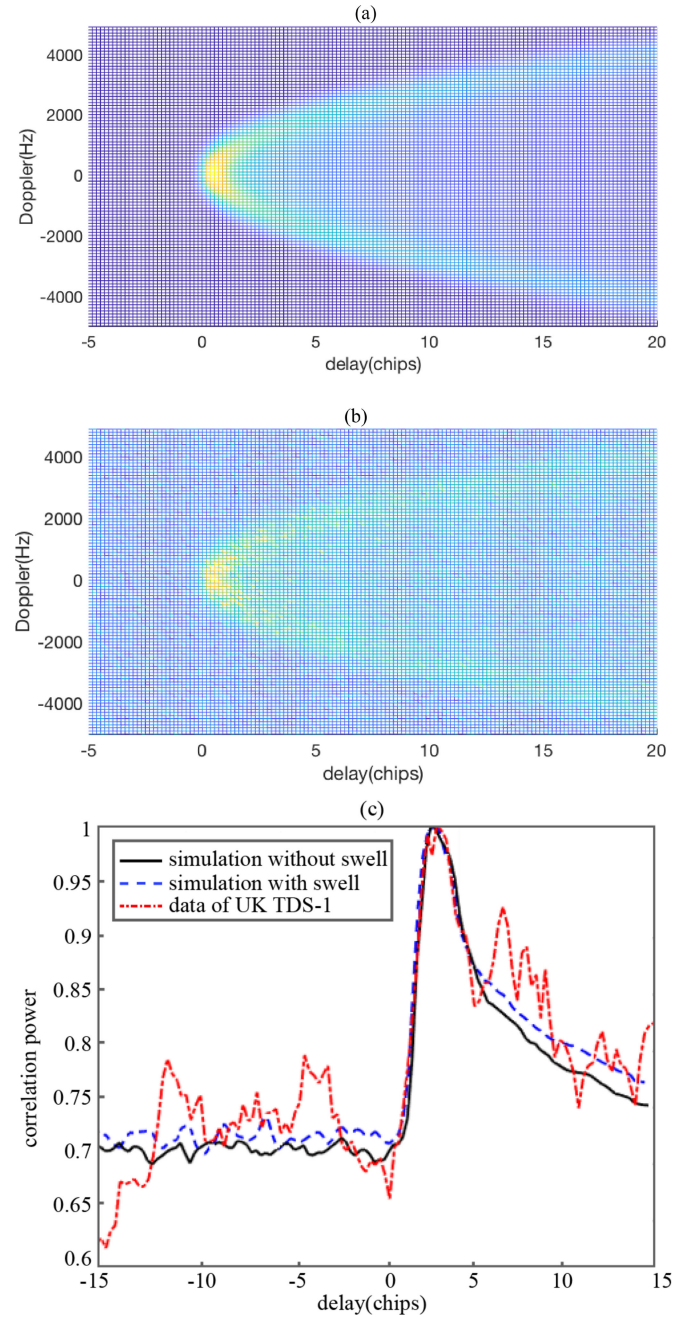 (a)
4000
2000
0
-2000
-4000
Doppler(Hz)
-5 0 5 10 15 20
delay(chips)
(b)
4000
2000
0
-2000
-4000
Doppler(Hz)
-5 0 5 10 15 20
delay(chips)
(c)
1
0.95
0.9
0.85
0.8
0.75
0.7
0.65
0.6
correlation power
simulation without swell
simulation with swell
data of UK TDS-1
-15 -10 -5 0 5 10 15
delay(chips)